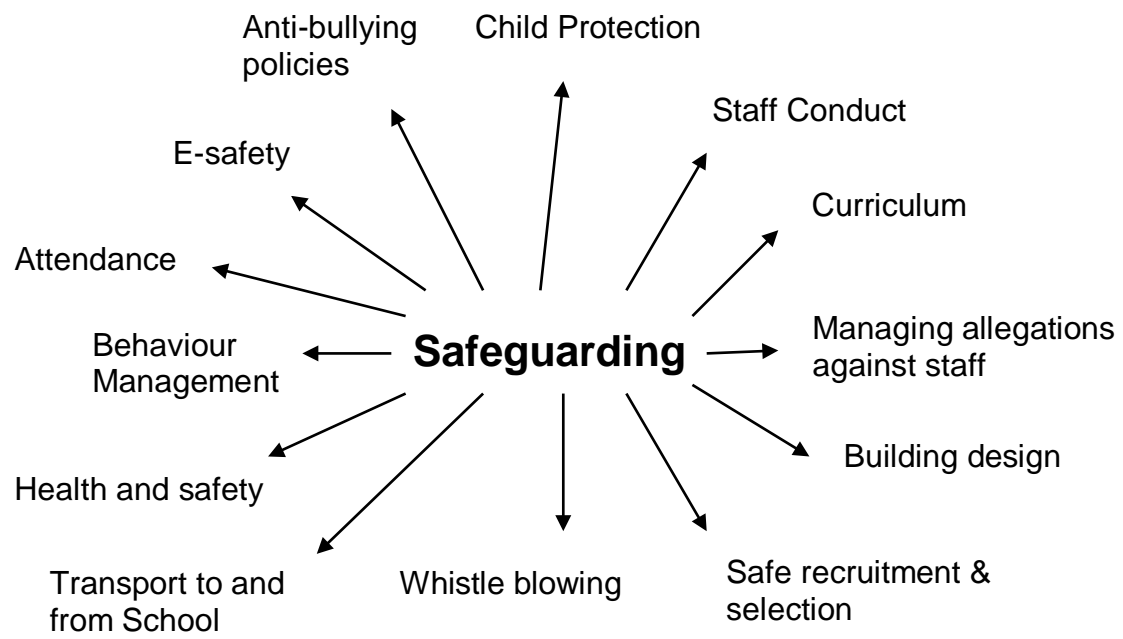 Anti-bullying
policies
Child Protection
Staff Conduct
E-safety
Curriculum
Attendance
Behaviour
Management
Safeguarding
Managing allegations
against staff
Building design
Health and safety
Transport to and
from School
Whistle blowing
Safe recruitment &
selection